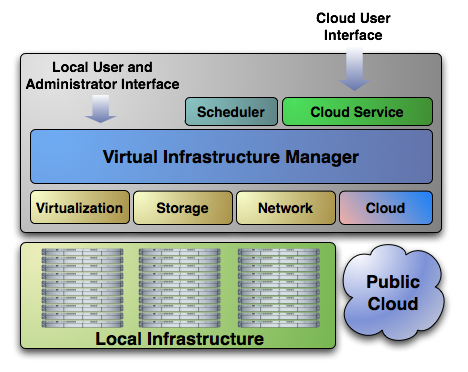 Cloud User
Interface
Local User and
Administrator Interface
Scheduler
Cloud Service
Virtual Infrastructure Manager
Virtualization
Storage
Network
Cloud
Public
Cloud
Local Infrastructure